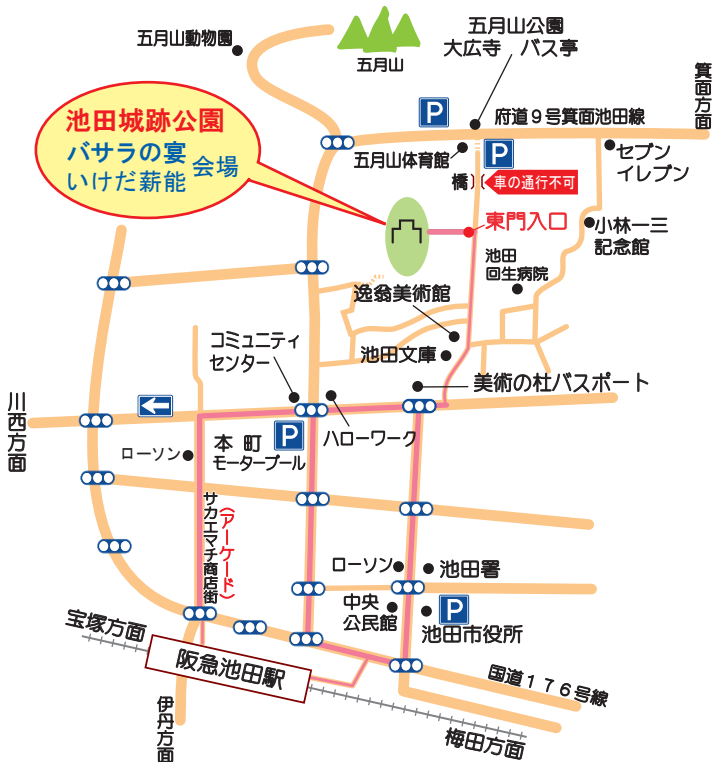 五月山動物園
五月山
五月山公園
大広寺 バス亭
箕面方面
P
府道9号箕面池田線
池田城跡公園
バサラの宴
いけだ薪能
会場
五月山体育館
P
セブン
イレブン
橋
車の通行不可
東門入口
小林一三
記念館
池田
回生病院
逸翁美術館
コミュニティ
センター
池田文庫
美術の杜バスポート
川西方面
ローソン
本町
モータープール
P
ハローワーク
サカエマチ商店街
(アーケード)
ローソン
池田署
中央
公民館
P
池田市役所
宝塚方面
阪急池田駅
国道176号線
伊丹方面
梅田方面